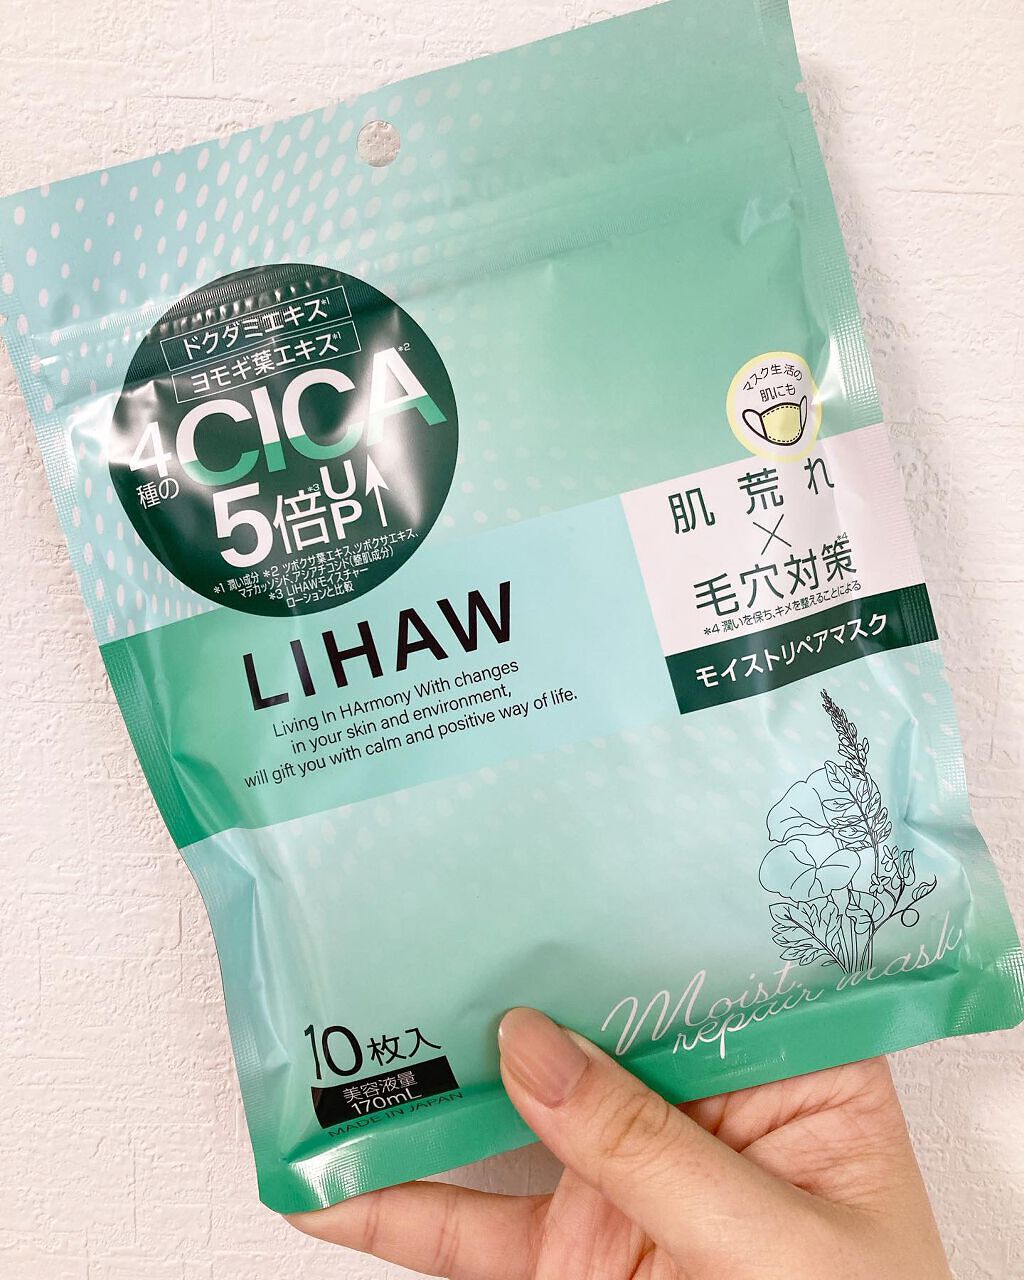 ドクダミエキス*1
ヨモギ葉エキス*1
4種のCICA*2
5倍*3UP
*1 潤い成分 *2 ツボクサ葉エキス、ツボクサエキス、
マデカッソシド、アシアチコシド(整肌成分)
*3 LIHAWモイスチャー
ローションと比較
マスク生活の
肌にも
肌荒れ
×
毛穴対策*4
*4 潤いを保ち、キメを整えることによる
モイストリペアマスク
LIHAW
Living In HArmony With changes
in your skin and environment,
will gift you with calm and positive way of life.
Moist
repair mask
10枚入
美容液量
170mL
MADE IN JAPAN